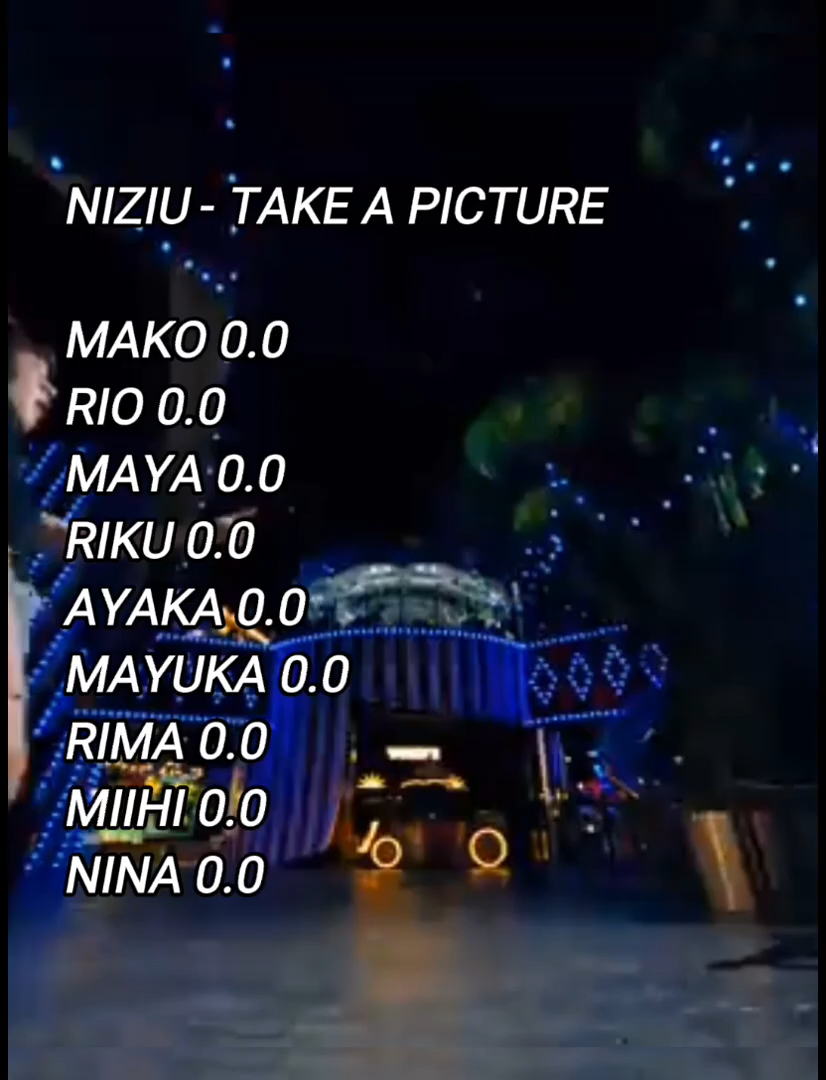 NIZIU - TAKE A PICTURE
MAKO 0.0
RIO 0.0
MAYA 0.0
RIKU 0.0
AYAKA 0.0
MAYUKA 0.0
RIMA 0.0
MIIHI 0.0
NINA 0.0